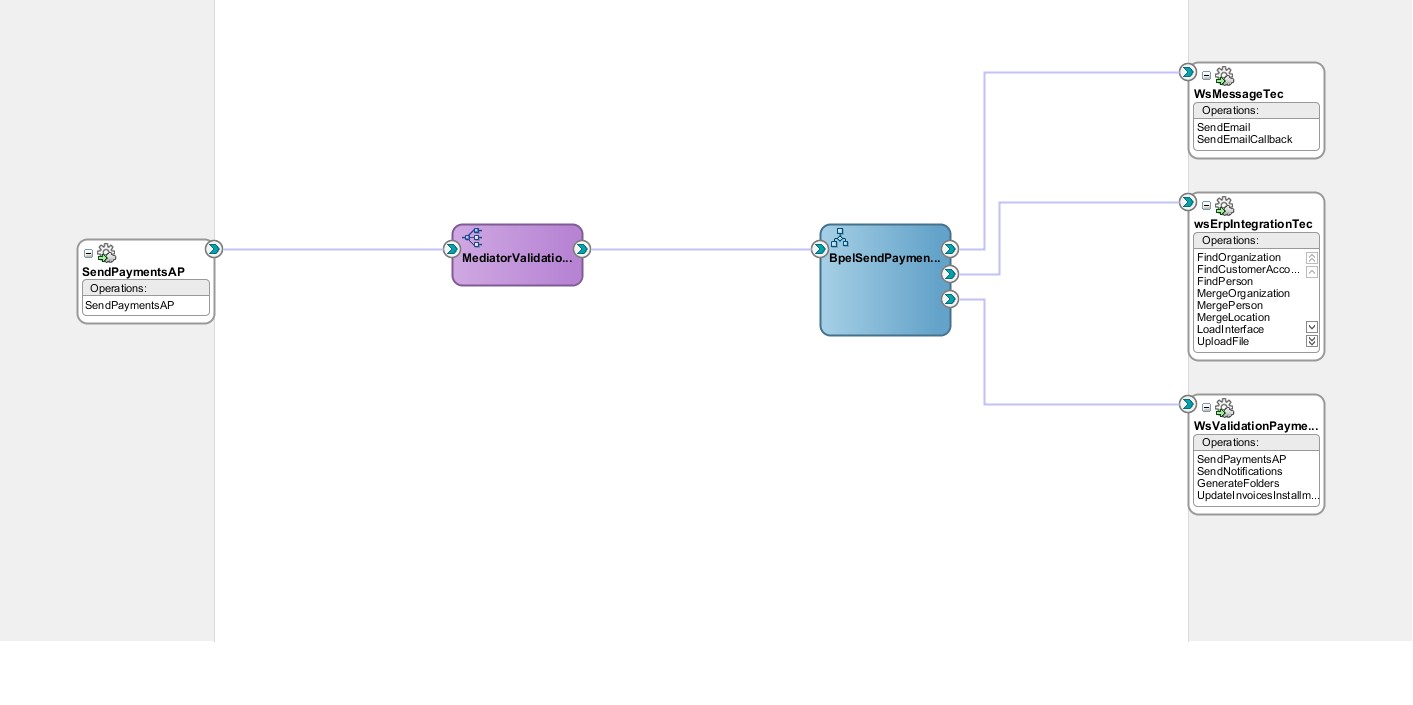 SendPaymentsAP
Operations:
SendPaymentsAP
MediatorValidatio...
BpelSendPaymen...
WsMessageTec
Operations:
SendEmail
SendEmailCallback
wsErpIntegrationTec
Operations:
FindOrganization
FindCustomerAcco...
FindPerson
MergeOrganization
MergePerson
MergeLocation
LoadInterface
UploadFile
WsValidationPayme...
Operations:
SendPaymentsAP
SendNotifications
GenerateFolders
UpdateInvoicesInstallm...